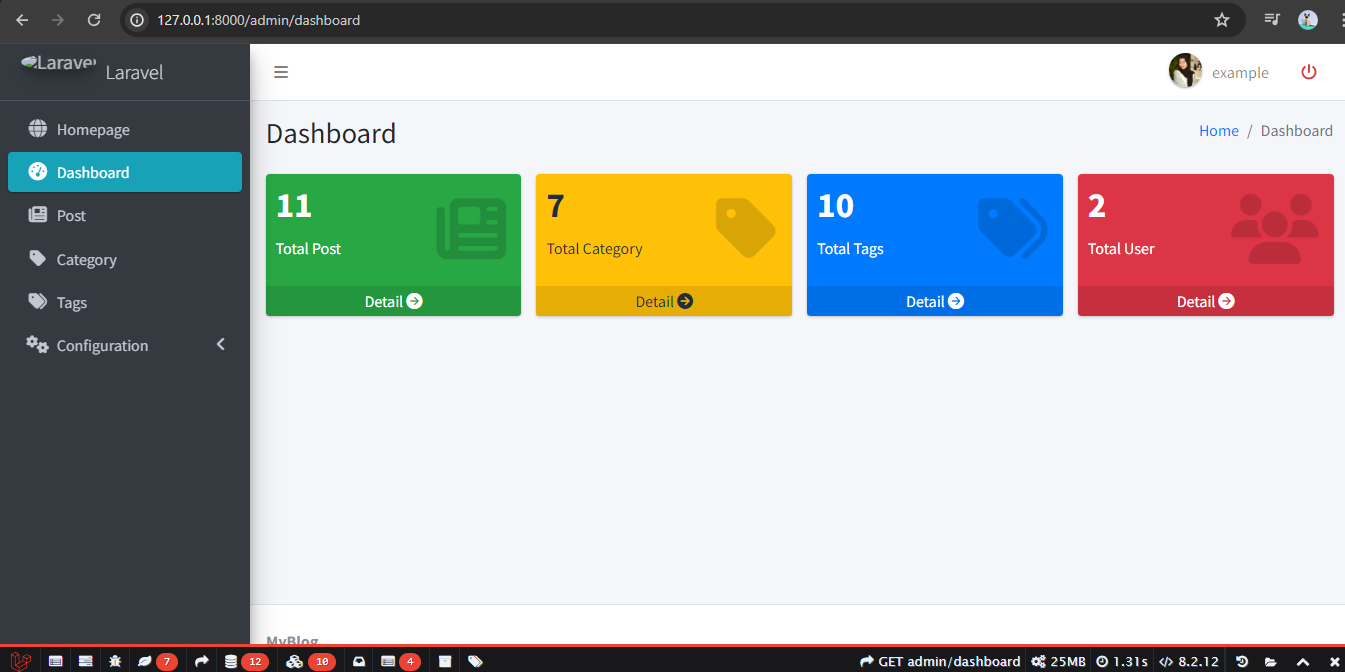 127.0.0.1:8000/admin/dashboard
Laravel
Laravel
example
Homepage
Dashboard
Post
Category
Tags
Configuration
Dashboard
Home / Dashboard
11
Total Post
Detail
7
Total Category
Detail
10
Total Tags
Detail
2
Total User
Detail
MyBlog
7
12
10
4
GET admin/dashboard
25MB
1.31s
8.2.12